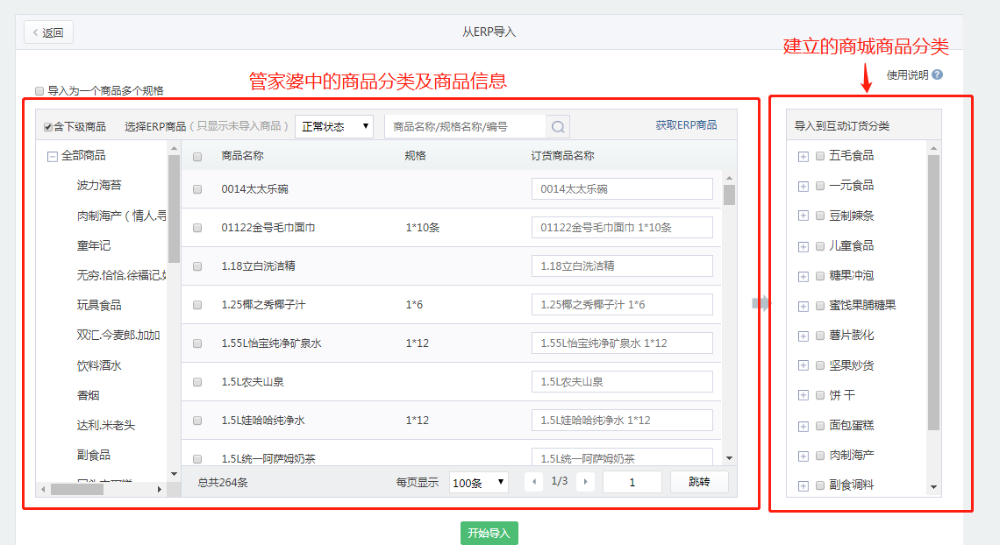 返回
从ERP导入
建立的商城商品分类
使用说明
管家婆中的商品分类及商品信息
导入为一个商品多个规格
含下级商品 选择ERP商品（只显示未导入商品） 正常状态 商品名称/规格名称/编号 获取ERP商品
全部商品
波力海苔
肉制海产（情人.寻
童年记
无穷.恰恰.徐福记.
玩具食品
双汇.今麦郎.加加
饮料酒水
香烟
达利.米老头
副食品
商品名称 规格 订货商品名称
0014太太乐碗 0014太太乐碗
01122金号毛巾面巾 1*10条 01122金号毛巾面巾 1*10条
1.18立白洗洁精 1.18立白洗洁精
1.25椰之秀椰子汁 1*6 1.25椰之秀椰子汁 1*6
1.55L怡宝纯净矿泉水 1*12 1.55L怡宝纯净矿泉水 1*12
1.5L农夫山泉 1.5L农夫山泉
1.5L娃哈哈纯净水 1*12 1.5L娃哈哈纯净水 1*12
1.5L统一阿萨姆奶茶 1.5L统一阿萨姆奶茶
总共264条 每页显示 100条 1/3 1 跳转
导入到互动订货分类
五毛食品
一元食品
豆制辣条
儿童食品
糖果冲泡
蜜饯果脯糖果
薯片膨化
坚果炒货
饼 干
面包蛋糕
肉制海产
副食调料
开始导入